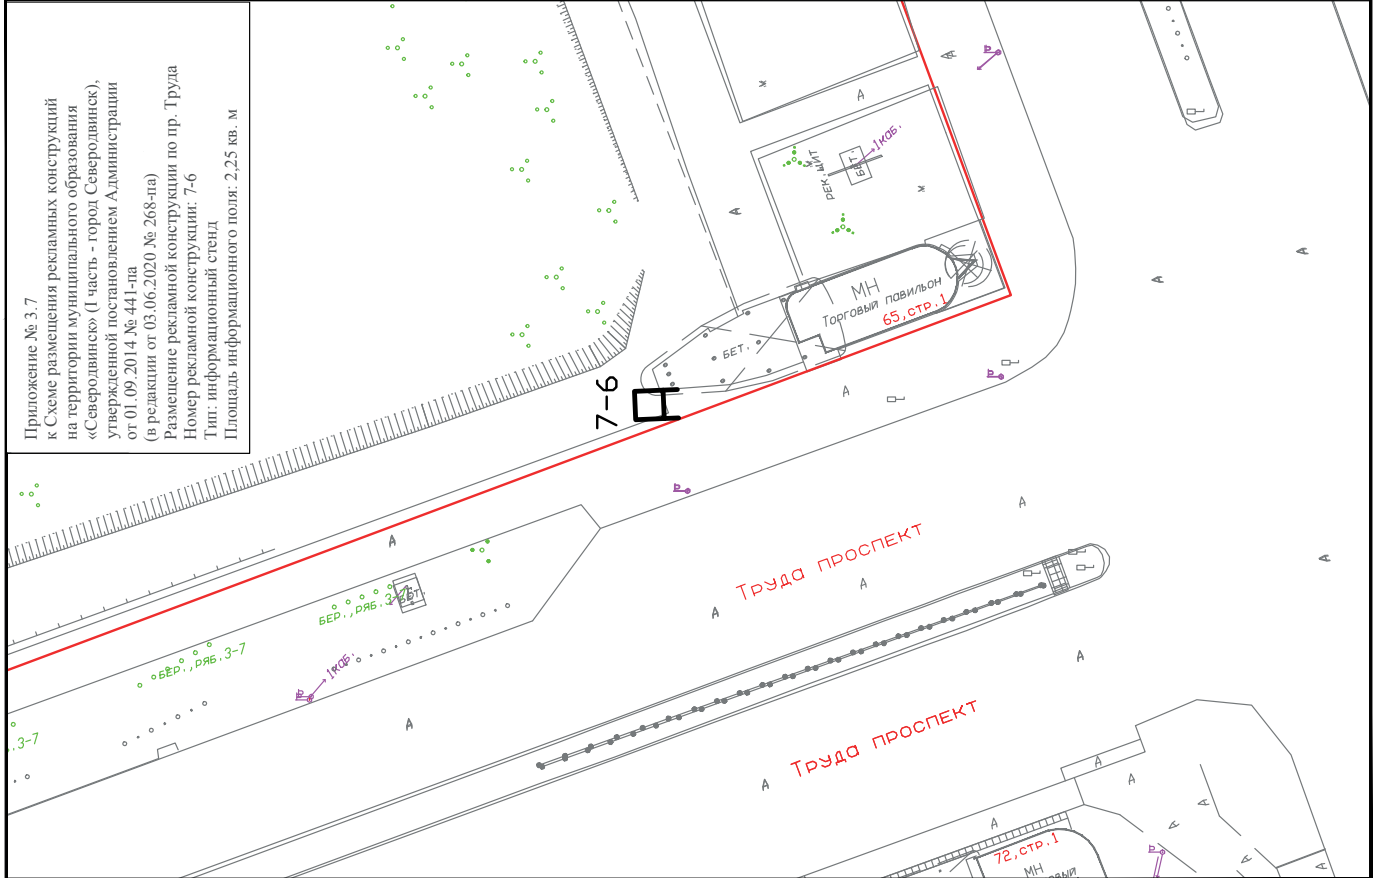 Приложение № 3.7
к Схеме размещения рекламных конструкций
на территории муниципального образования
«Северодвинск» (I часть - город Северодвинск),
утвержденной постановлением Администрации
от 01.09.2014 № 441-па
(в редакции от 03.06.2020 № 268-па)
Размещение рекламной конструкции по пр. Труда
Номер рекламной конструкции: 7-6
Тип: информационный стенд
Площадь информационного поля: 2,25 кв. м
А
А
1каб.
РЕК.ЩИТ
БЕТ.
А
МН
Торговый павильон
65,стр.1
А
А
БЕТ.
7-6
А
А
А
Труда проспект
А
БЕР.,РЯБ.3-7
БЕТ.
А
А
БЕР.,РЯБ.3-7
1каб.
А
.3-7
А
Труда проспект
А
А
А
А
А
А
А
А
72,стр.1
МН